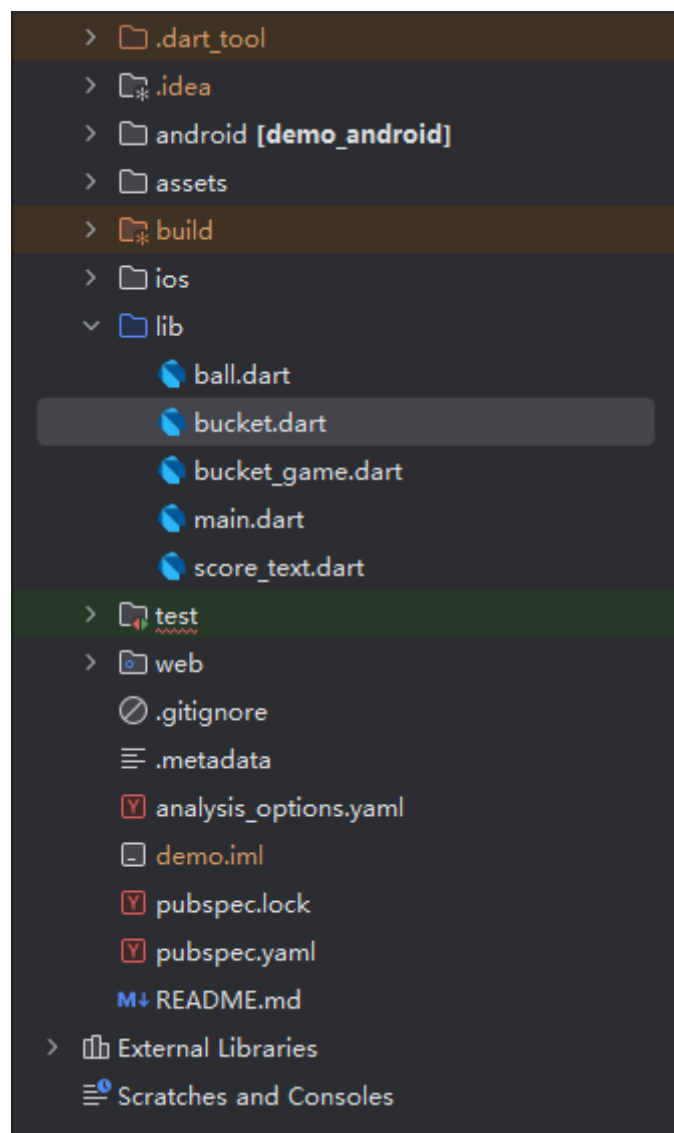 .dart_tool
.idea
android [demo_android]
assets
build
ios
lib
ball.dart
bucket.dart
bucket_game.dart
main.dart
score_text.dart
test
web
.gitignore
.metadata
Y analysis_options.yaml
demo.iml
Y pubspec.lock
Y pubspec.yaml
M↓ README.md
External Libraries
Scratches and Consoles